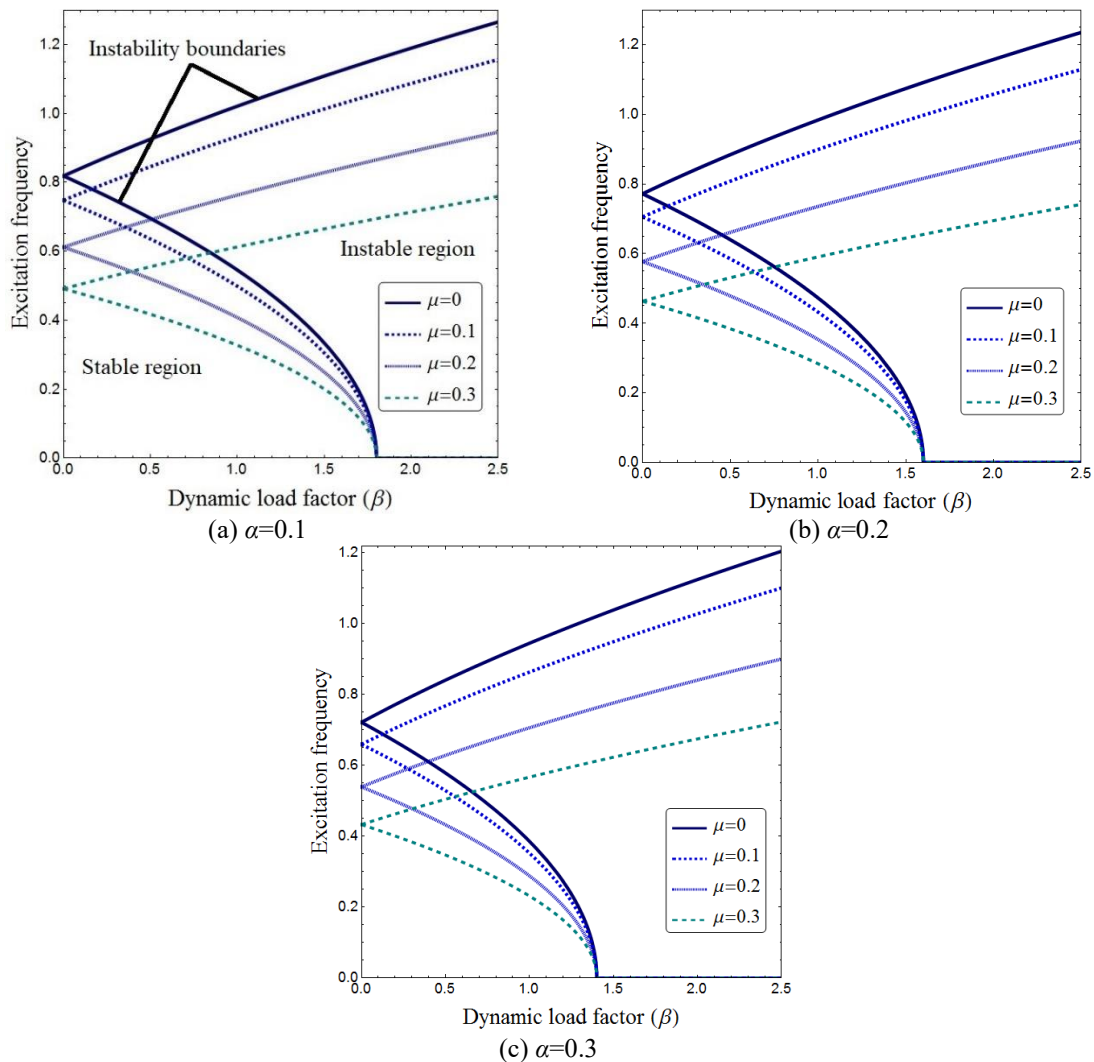 Instability boundaries
Excitation frequency
1.2
1.0
0.8
0.6
0.4
0.2
0.0
Instable region
Stable region
μ=0
μ=0.1
μ=0.2
μ=0.3
0.0 0.5 1.0 1.5 2.0 2.5
Dynamic load factor (β)
(a) α=0.1
Excitation frequency
1.2
1.0
0.8
0.6
0.4
0.2
0.0
μ=0
μ=0.1
μ=0.2
μ=0.3
0.0 0.5 1.0 1.5 2.0 2.5
Dynamic load factor (β)
(b) α=0.2
Excitation frequency
1.2
1.0
0.8
0.6
0.4
0.2
0.0
μ=0
μ=0.1
μ=0.2
μ=0.3
0.0 0.5 1.0 1.5 2.0 2.5
Dynamic load factor (β)
(c) α=0.3